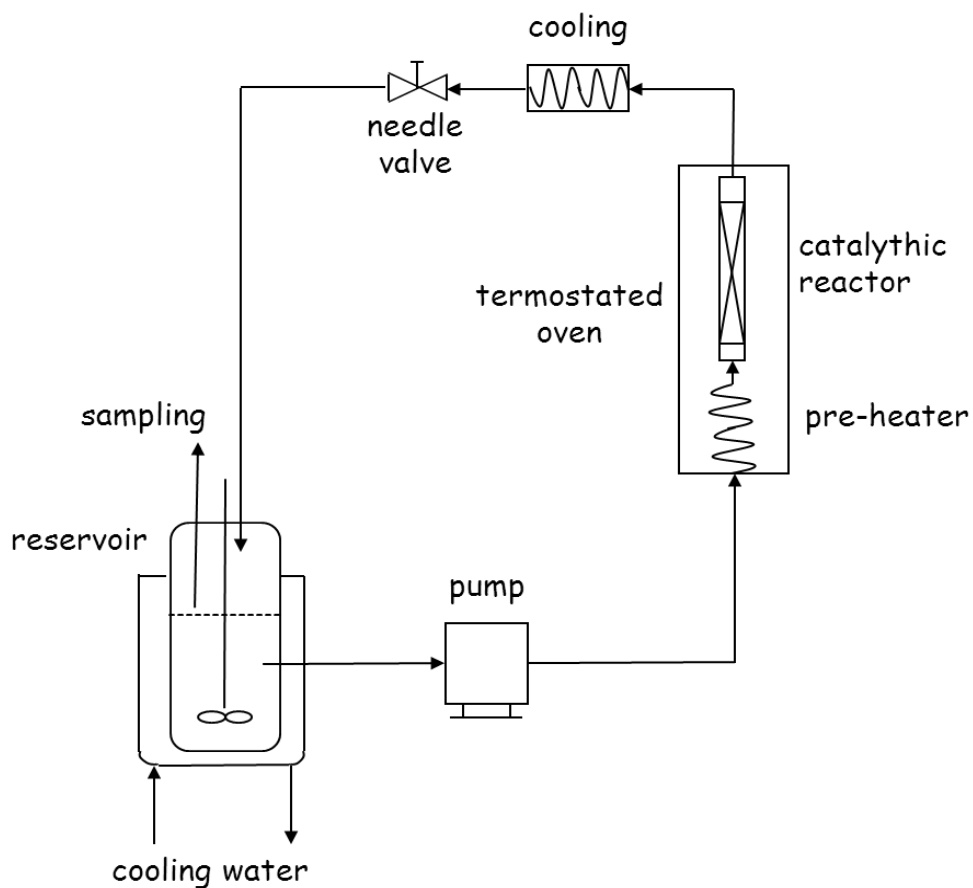 cooling
needle
valve
catalythic
reactor
termostated
oven
pre-heater
sampling
reservoir
pump
cooling water